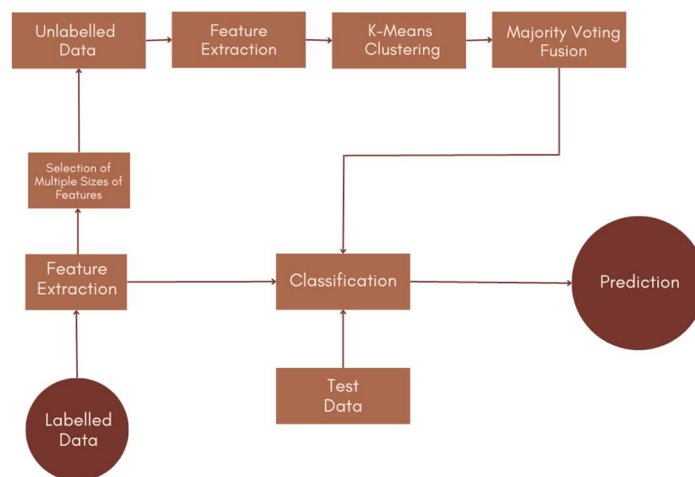 Unlabelled
Data
Feature
Extraction
K-Means
Clustering
Majority Voting
Fusion
Selection of
Multiple Sizes of
Features
Feature
Extraction
Classification
Prediction
Test
Data
Labelled
Data